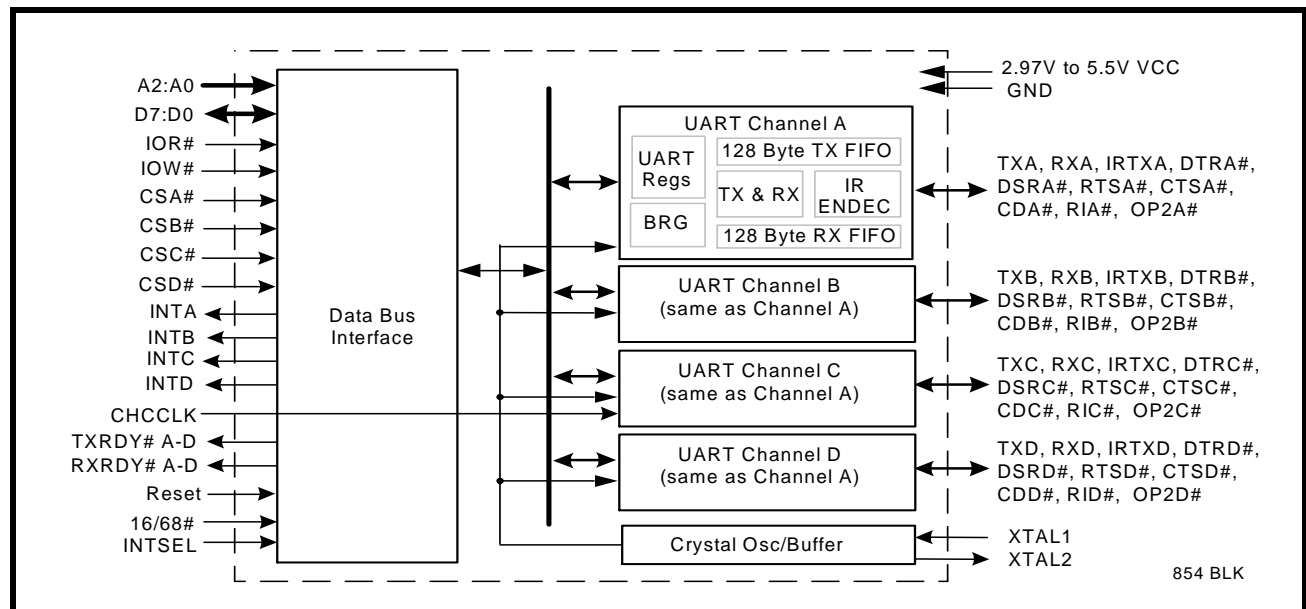 A2:A0
D7:D0
IOR#
IOW#
CSA#
CSB#
CSC#
CSD#
INTA
INTB
INTC
INTD
CHCCLK
TXRDY# A-D
RXRDY# A-D
Reset
16/68#
INTSEL
Data Bus
Interface
UART Channel A
UART
Regs
BRG
128 Byte TX FIFO
TX & RX
IR
ENDEC
128 Byte RX FIFO
UART Channel B
(same as Channel A)
UART Channel C
(same as Channel A)
UART Channel D
(same as Channel A)
Crystal Osc/Buffer
2.97V to 5.5V VCC
GND
TXA, RXA, IRTXA, DTRA#,
DSRA#, RTSA#, CTSA#,
CDA#, RIA#, OP2A#
TXB, RXB, IRTXB, DTRB#,
DSRB#, RTSB#, CTSB#,
CDB#, RIB#, OP2B#
TXC, RXC, IRTXC, DTRC#,
DSRC#, RTSC#, CTSC#,
CDC#, RIC#, OP2C#
TXD, RXD, IRTXD, DTRD#,
DSRD#, RTSD#, CTSD#,
CDD#, RID#, OP2D#
XTAL1
XTAL2
854 BLK